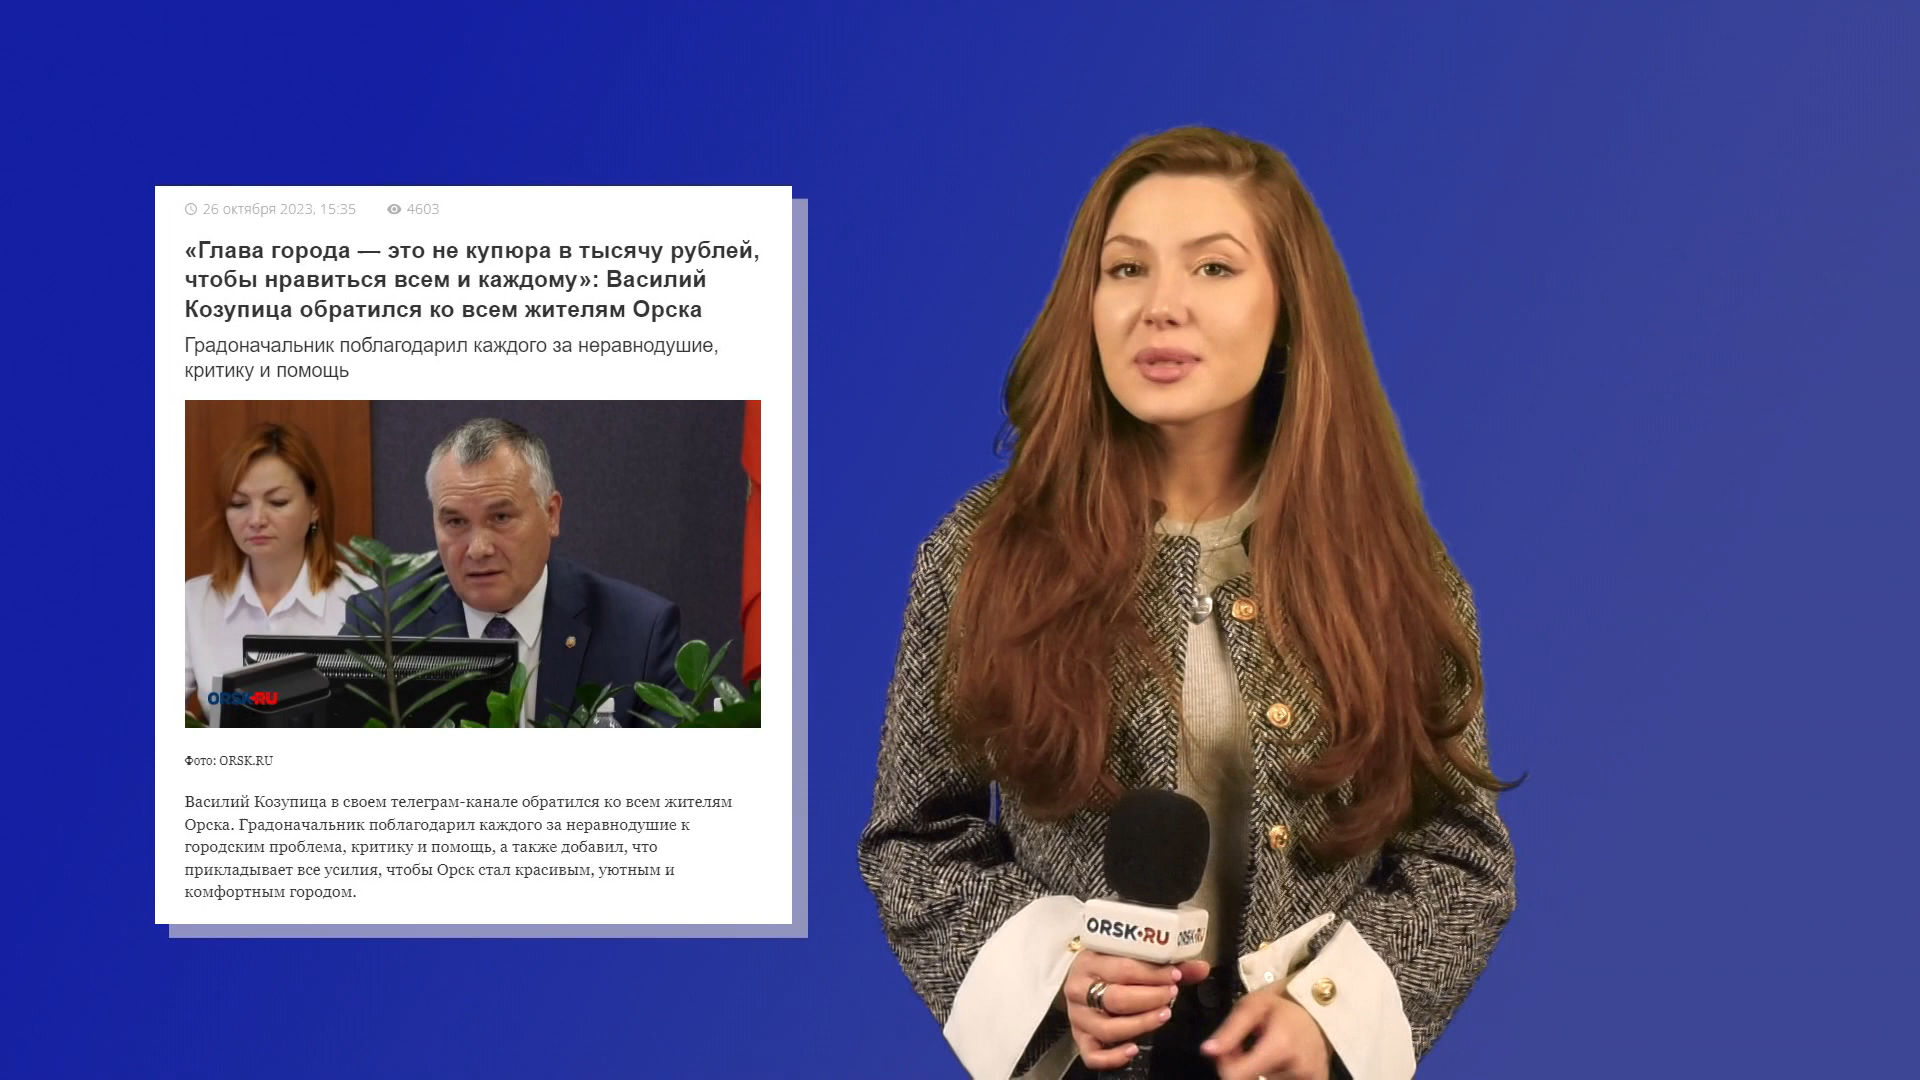 26 октября 2023, 15:35 4603
«Глава города — это не купюра в тысячу рублей,
чтобы нравиться всем и каждому»: Василий
Козупица обратился ко всем жителям Орска
Градоначальник поблагодарил каждого за неравнодушие,
критику и помощь
ORSK.RU
Фото: ORSK.RU
Василий Козупица в своем телеграм-канале обратился ко всем жителям
Орска. Градоначальник поблагодарил каждого за неравнодушие к
городским проблема, критику и помощь, а также добавил, что
прикладывает все усилия, чтобы Орск стал красивым, уютным и
комфортным городом.
ORSK•RU ORSK•RU